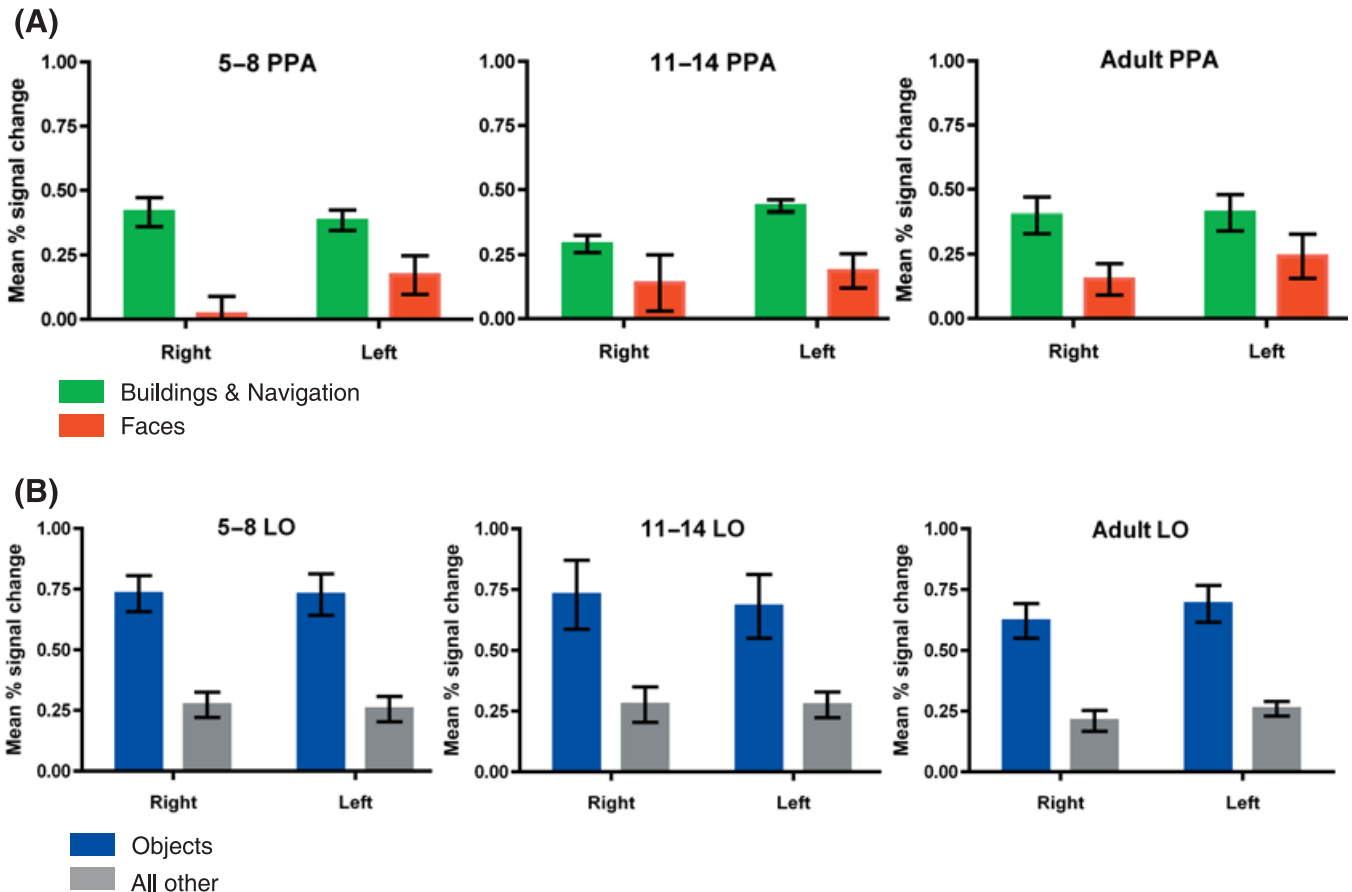 (A)
5–8 PPA
Mean % signal change
1.00
0.75
0.50
0.25
0.00
Right Left
11–14 PPA
Mean % signal change
1.00
0.75
0.50
0.25
0.00
Right Left
Adult PPA
Mean % signal change
1.00
0.75
0.50
0.25
0.00
Right Left
Buildings & Navigation
Faces
(B)
5–8 LO
Mean % signal change
1.00
0.75
0.50
0.25
0.00
Right Left
11–14 LO
Mean % signal change
1.00
0.75
0.50
0.25
0.00
Right Left
Adult LO
Mean % signal change
1.00
0.75
0.50
0.25
0.00
Right Left
Objects
All other